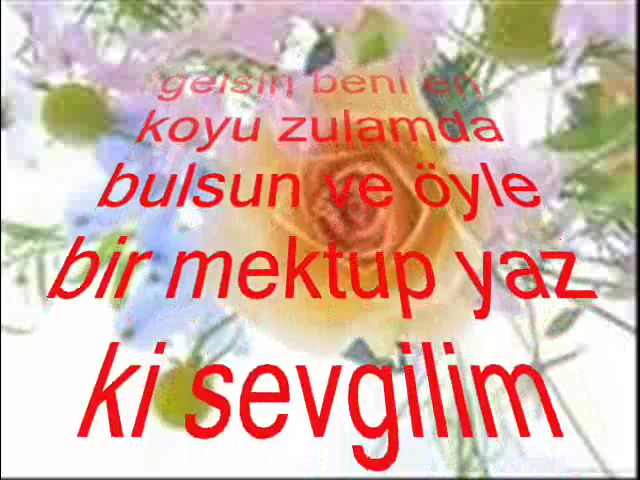 gelsin beni en
koyu zulamda
bulsun ve öyle
bir mektup yaz
ki sevgilim